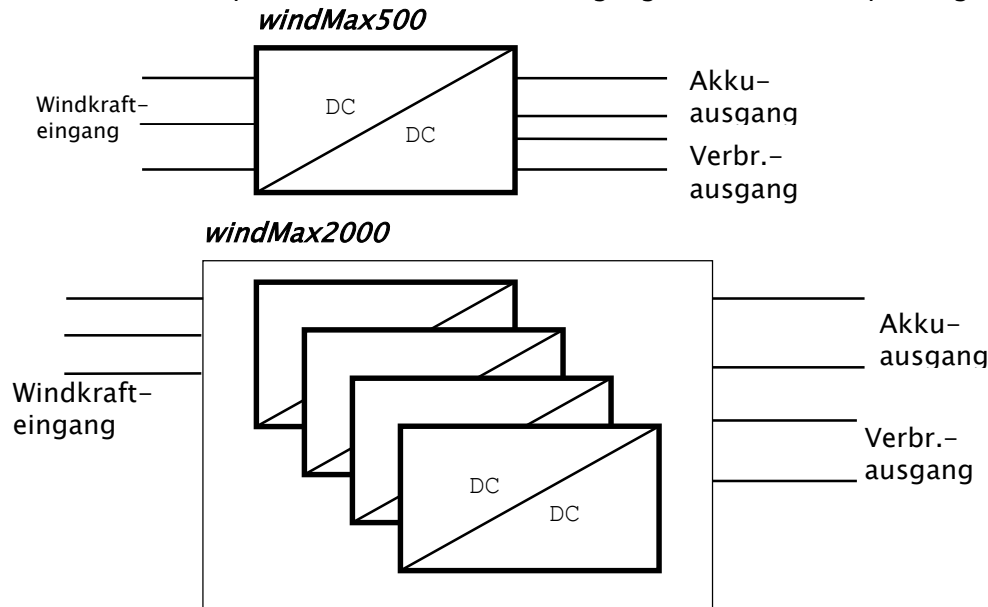 windMax500
Windkraft-
eingang
DC
DC
Akku-
ausgang
Verbr.-
ausgang
windMax2000
Windkraft-
eingang
DC
DC
Akku-
ausgang
Verbr.-
ausgang